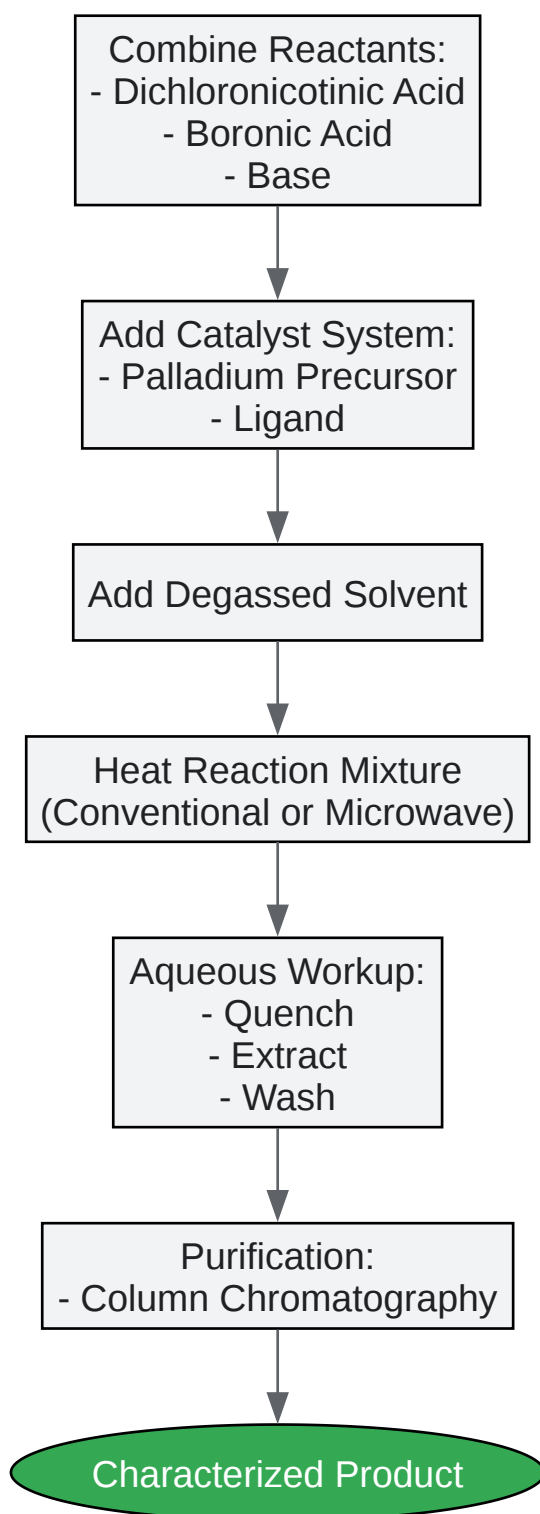 Combine Reactants:
- Dichloronicotinic Acid
- Boronic Acid
- Base
Add Catalyst System:
- Palladium Precursor
- Ligand
Add Degassed Solvent
Heat Reaction Mixture
(Conventional or Microwave)
Aqueous Workup:
- Quench
- Extract
- Wash
Purification:
- Column Chromatography
Characterized Product